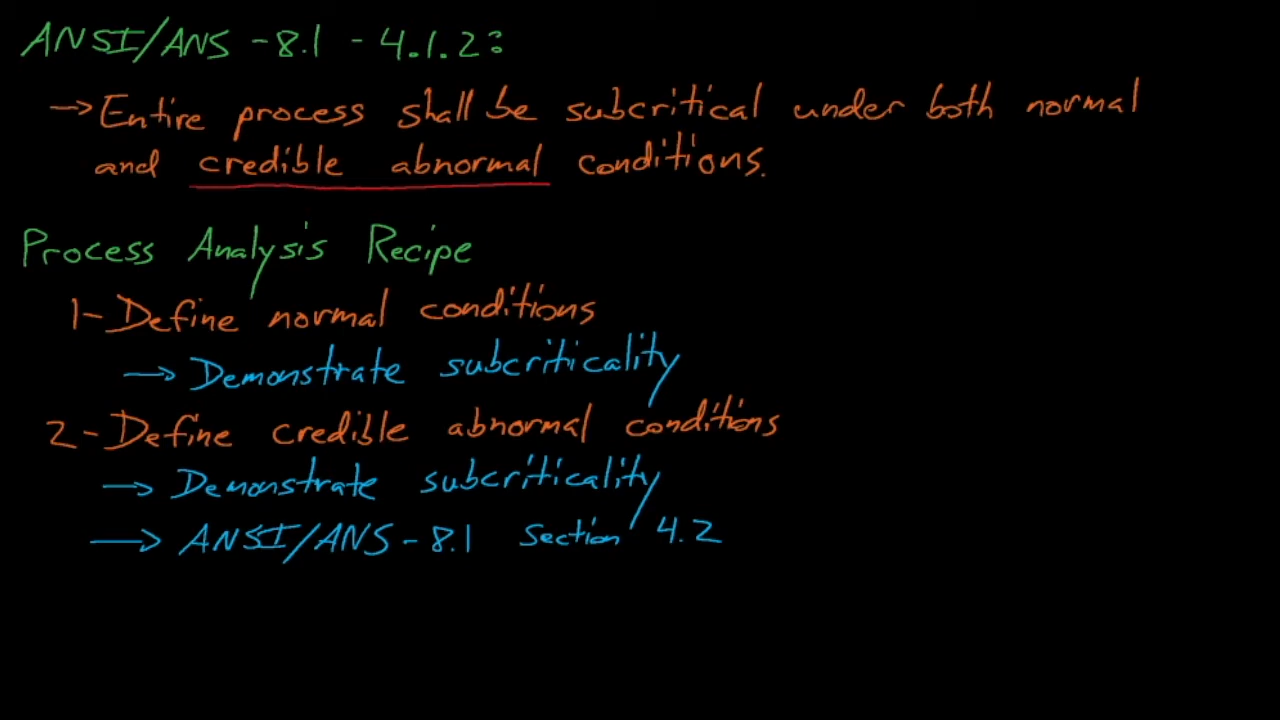 ANSI/ANS -8.1 - 4.1.2:
→ Entire process shall be subcritical under both normal
and credible abnormal conditions.
Process Analysis Recipe
1- Define normal conditions
→ Demonstrate subcriticality
2- Define credible abnormal conditions
→ Demonstrate subcriticality
→ ANSI/ANS - 8.1 Section 4.2